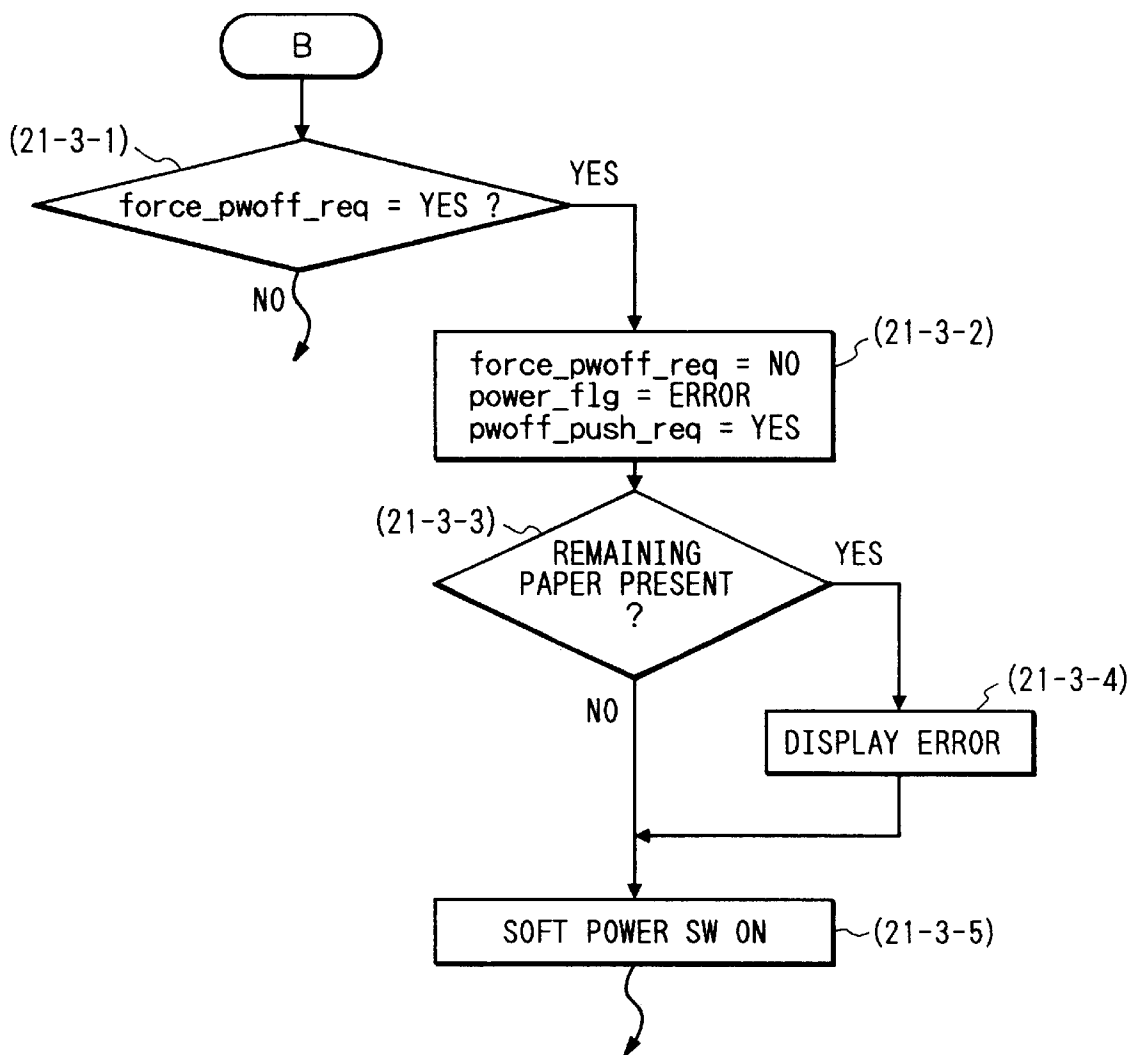 B
(21-3-1)
force_pwoff_req = YES ?
YES
NO
(21-3-2)
force_pwoff_req = NO
power_flg = ERROR
pwoff_push_req = YES
(21-3-3)
REMAINING
PAPER PRESENT
?
YES
NO
(21-3-4)
DISPLAY ERROR
SOFT POWER SW ON
(21-3-5)